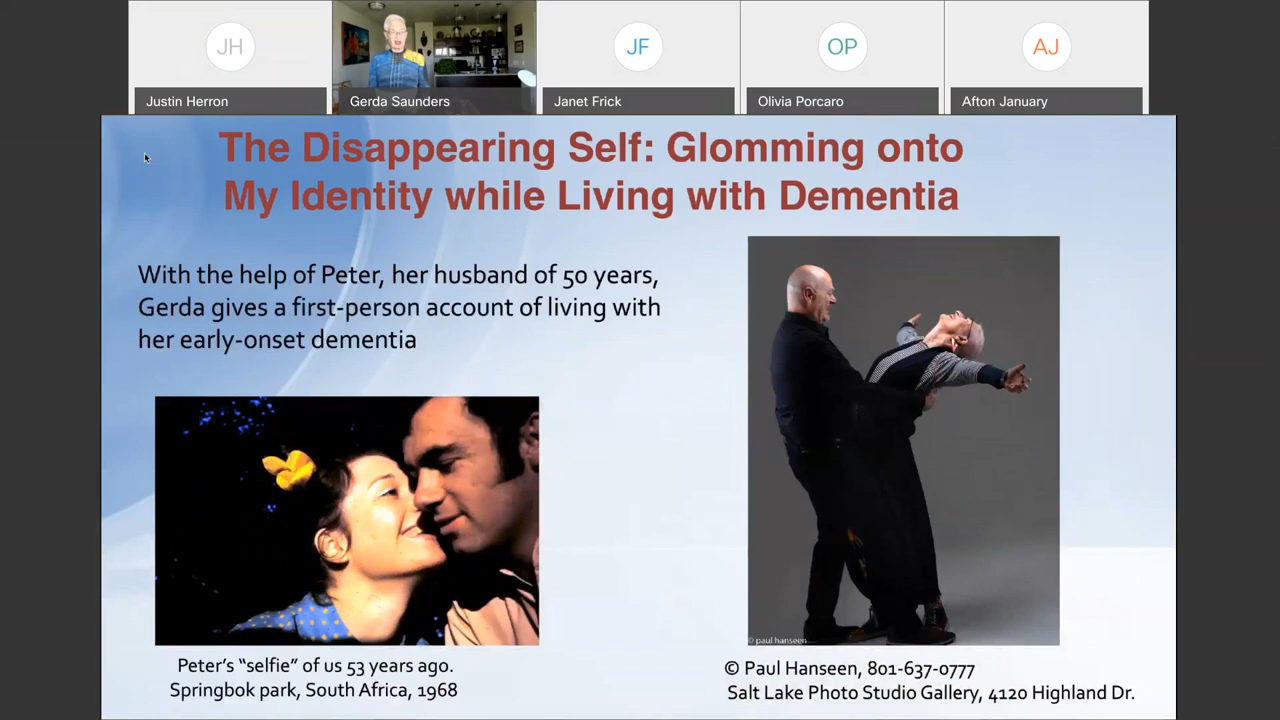 JH
Justin Herron
Gerda Saunders
JF
Janet Frick
OP
Olivia Porcaro
AJ
Afton January
The Disappearing Self: Glomming onto
My Identity while Living with Dementia
With the help of Peter, her husband of 50 years,
Gerda gives a first-person account of living with
her early-onset dementia
© paul hanseen
Peter’s “selfie” of us 53 years ago.
Springbok park, South Africa, 1968
© Paul Hanseen, 801-637-0777
Salt Lake Photo Studio Gallery, 4120 Highland Dr.